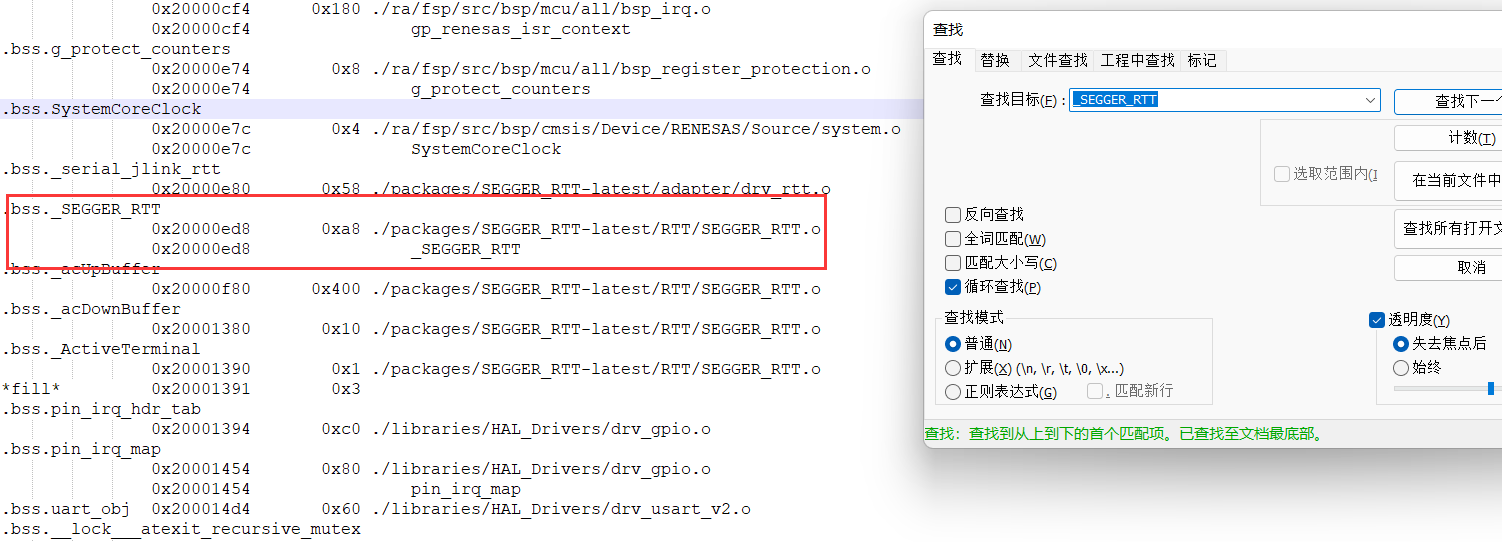 0x20000cf4 0x180 ./ra/fsp/src/bsp/mcu/all/bsp_irq.o
0x20000cf4 gp_renesas_isr_context
.bss.g_protect_counters
0x20000e74 0x8 ./ra/fsp/src/bsp/mcu/all/bsp_register_protection.o
0x20000e74 g_protect_counters
.bss.SystemCoreClock
0x20000e7c 0x4 ./ra/fsp/src/bsp/cmsis/Device/RENESAS/Source/system.o
0x20000e7c SystemCoreClock
.bss._serial_jlink_rtt
0x20000e80 0x58 ./packages/SEGGER_RTT-latest/adapter/drv_rtt.o
.bss._SEGGER_RTT
0x20000ed8 0xa8 ./packages/SEGGER_RTT-latest/RTT/SEGGER_RTT.o
0x20000ed8 _SEGGER_RTT
.bss._acUpBuffer
0x20000f80 0x400 ./packages/SEGGER_RTT-latest/RTT/SEGGER_RTT.o
.bss._acDownBuffer
0x20001380 0x10 ./packages/SEGGER_RTT-latest/RTT/SEGGER_RTT.o
.bss._ActiveTerminal
0x20001390 0x1 ./packages/SEGGER_RTT-latest/RTT/SEGGER_RTT.o
*fill* 0x20001391 0x3
.bss.pin_irq_hdr_tab
0x20001394 0xc0 ./libraries/HAL_Drivers/drv_gpio.o
.bss.pin_irq_map
0x20001454 0x80 ./libraries/HAL_Drivers/drv_gpio.o
0x20001454 pin_irq_map
.bss.uart_obj 0x200014d4 0x60 ./libraries/HAL_Drivers/drv_usart_v2.o
.bss.__lock___atexit_recursive_mutex
查找
查找 替换 文件查找 工程中查找 标记
查找目标(F) : _SEGGER_RTT
查找下一个
计数(T)
选取范围内(I
在当前文件中
查找所有打开文
取消
反向查找
全词匹配(W)
匹配大小写(C)
循环查找(P)
查找模式
普通(N)
扩展(X) (\n, \r, \t, \0, \x...)
正则表达式(G) . 匹配新行
透明度(Y)
失去焦点后
始终
查找: 查找到从上到下的首个匹配项。已查找至文档最底部。